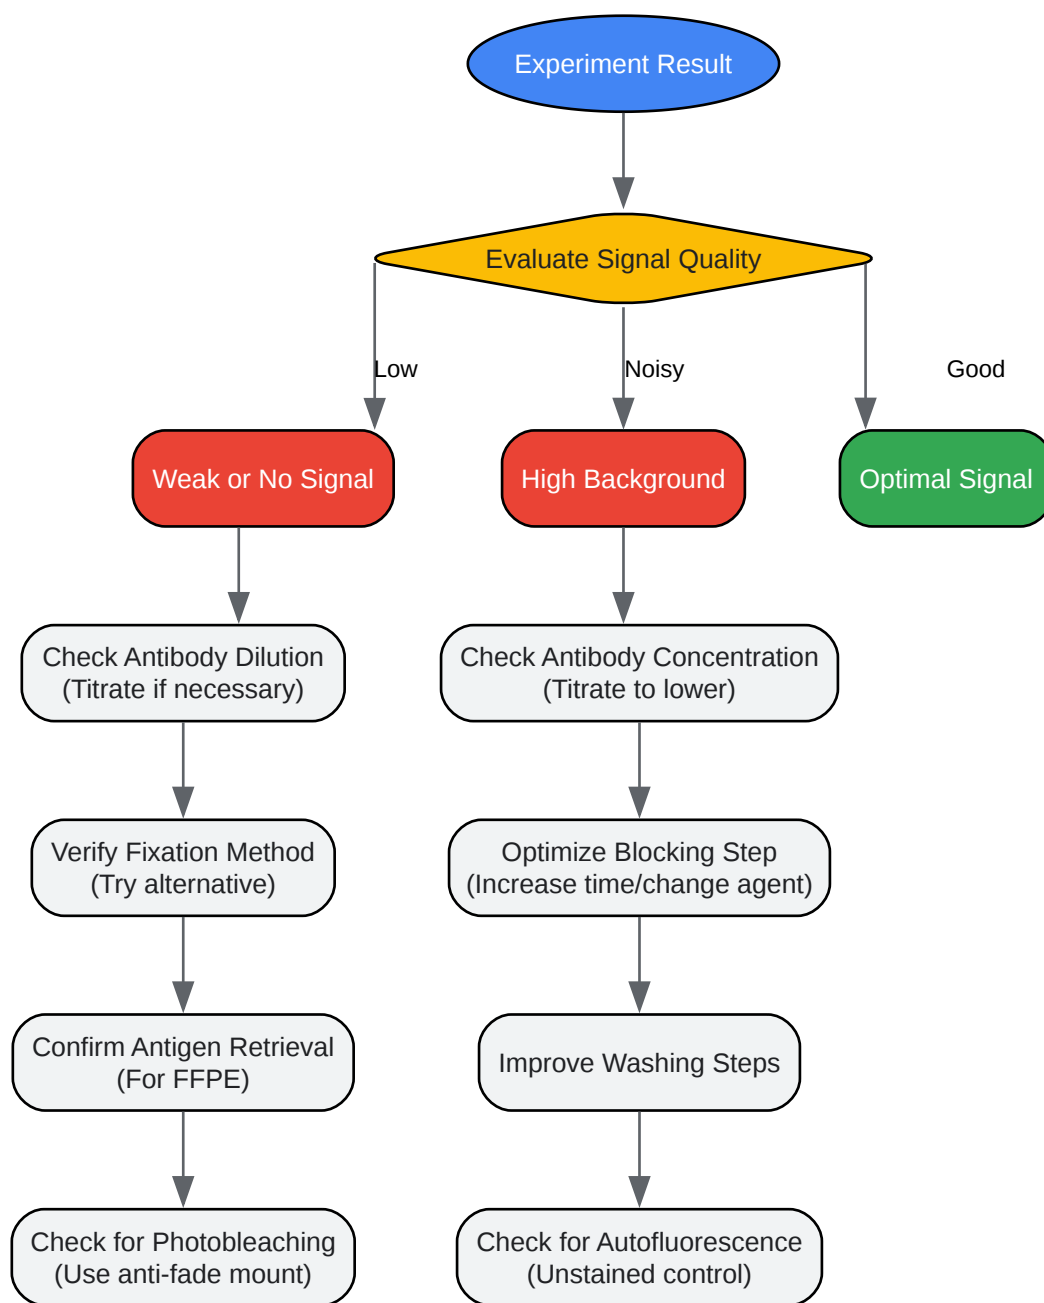 Experiment Result
Evaluate Signal Quality
Low
Noisy
Good
Weak or No Signal
High Background
Optimal Signal
Check Antibody Dilution
(Titrate if necessary)
Check Antibody Concentration
(Titrate to lower)
Verify Fixation Method
(Try alternative)
Optimize Blocking Step
(Increase time/change agent)
Confirm Antigen Retrieval
(For FFPE)
Improve Washing Steps
Check for Photobleaching
(Use anti-fade mount)
Check for Autofluorescence
(Unstained control)